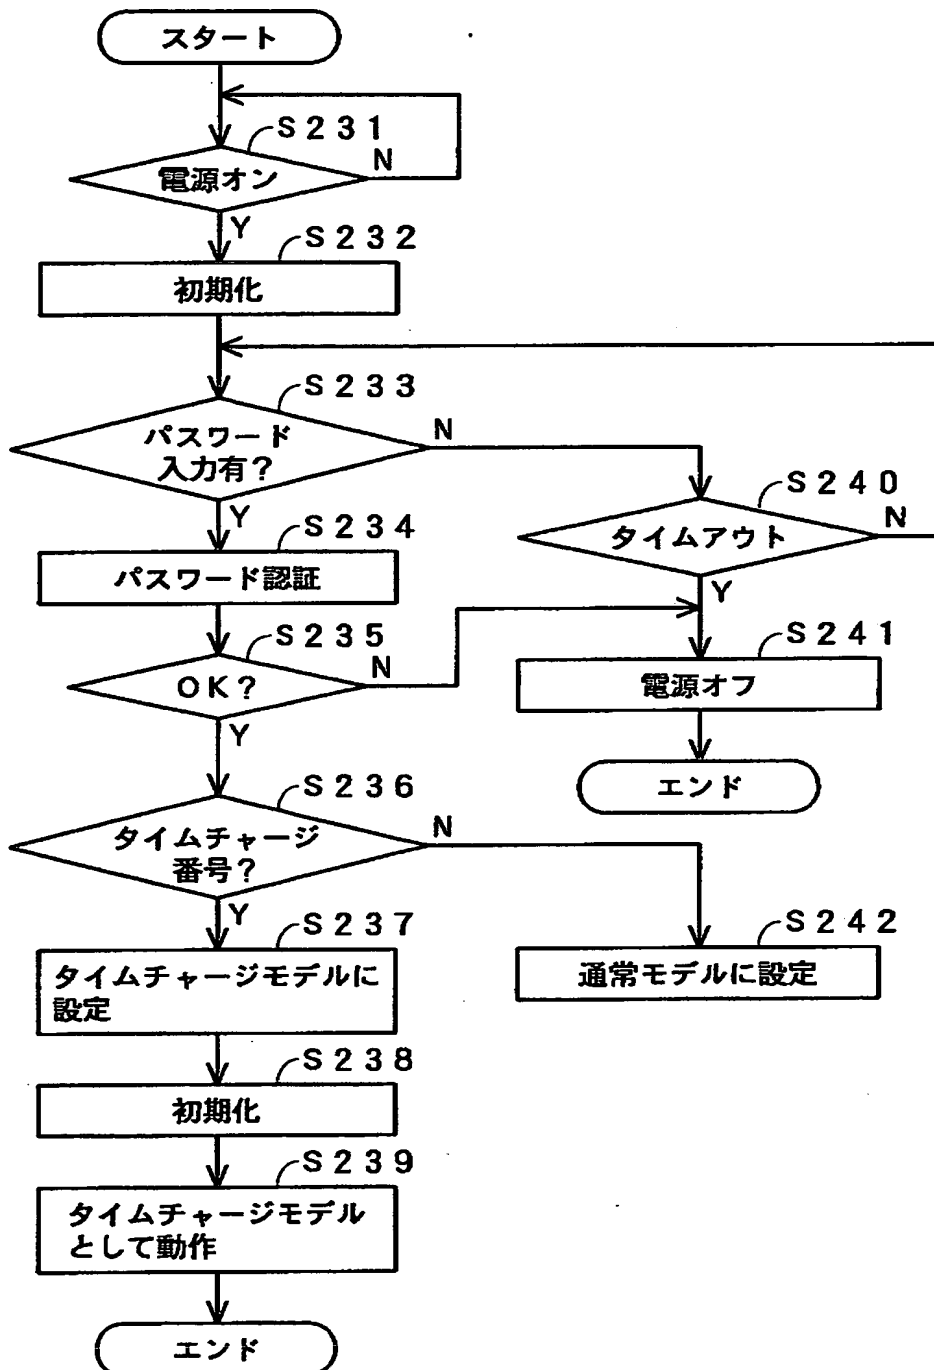 スタート
S231
電源オン
N
Y
S232
初期化
S233
パスワード
入力有?
N
Y
S240
タイムアウト
N
Y
S234
パスワード認証
S235
OK?
N
Y
S241
電源オフ
エンド
S236
タイムチャージ
番号?
N
Y
S237
タイムチャージモデルに
設定
S242
通常モデルに設定
S238
初期化
S239
タイムチャージモデル
として動作
エンド